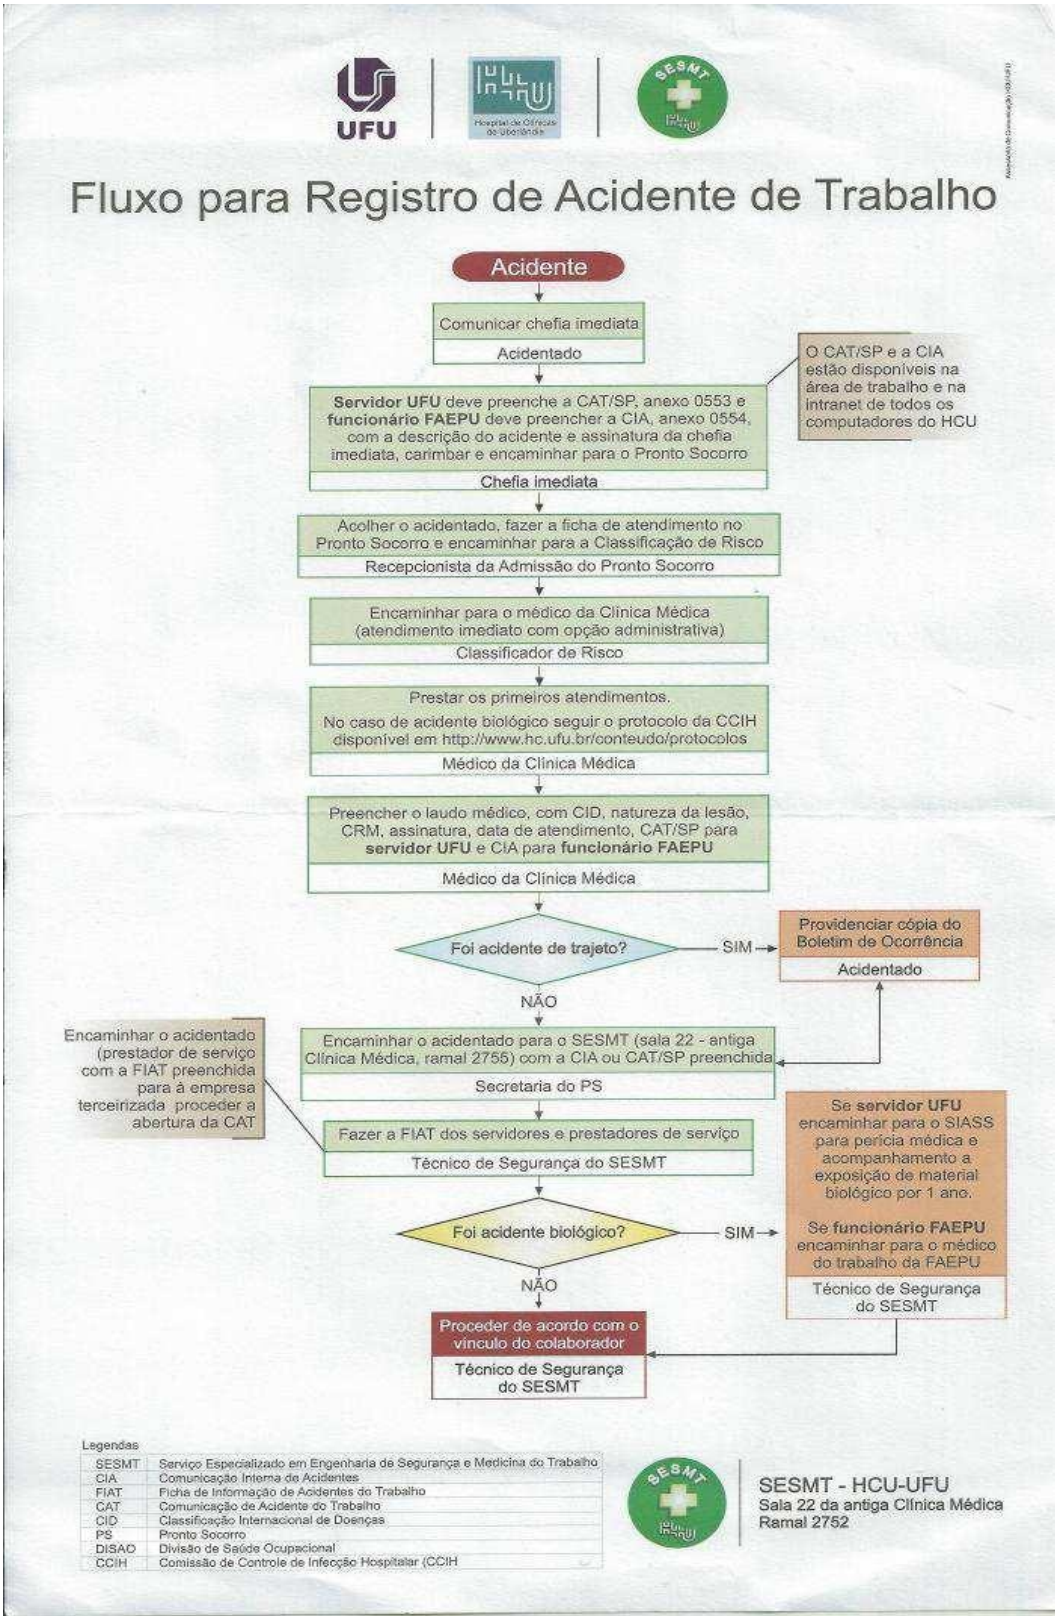 UFU
HCU
Hospital de Clínicas
de Uberlândia
SESMT
HCU
Assessoria de Comunicação HCU-UFU
Fluxo para Registro de Acidente de Trabalho
Acidente
Comunicar chefia imediata
Acidentado
O CAT/SP e a CIA
estão disponíveis na
área de trabalho e na
intranet de todos os
computadores do HCU
Servidor UFU deve preenche a CAT/SP, anexo 0553 e
funcionário FAEPU deve preencher a CIA, anexo 0554,
com a descrição do acidente e assinatura da chefia
imediata, carimbar e encaminhar para o Pronto Socorro
Chefia imediata
Acolher o acidentado, fazer a ficha de atendimento no
Pronto Socorro e encaminhar para a Classificação de Risco
Recepcionista da Admissão do Pronto Socorro
Encaminhar para o médico da Clínica Médica
(atendimento imediato com opção administrativa)
Classificador de Risco
Prestar os primeiros atendimentos.
No caso de acidente biológico seguir o protocolo da CCIH
disponível em http://www.hc.ufu.br/conteudo/protocolos
Médico da Clínica Médica
Preencher o laudo médico, com CID, natureza da lesão,
CRM, assinatura, data de atendimento, CAT/SP para
servidor UFU e CIA para funcionário FAEPU
Médico da Clínica Médica
Foi acidente de trajeto?
SIM
Providenciar cópia do
Boletim de Ocorrência
Acidentado
NÃO
Encaminhar o acidentado para o SESMT (sala 22 - antiga
Clínica Médica, ramal 2755) com a CIA ou CAT/SP preenchida
Secretaria do PS
Encaminhar o acidentado
(prestador de serviço
com a FIAT preenchida
para à empresa
terceirizada proceder a
abertura da CAT
Fazer a FIAT dos servidores e prestadores de serviço
Técnico de Segurança do SESMT
Foi acidente biológico?
SIM
Se servidor UFU
encaminhar para o SIASS
para perícia médica e
acompanhamento a
exposição de material
biológico por 1 ano.
Se funcionário FAEPU
encaminhar para o médico
do trabalho da FAEPU
Técnico de Segurança
do SESMT
NÃO
Proceder de acordo com o
vínculo do colaborador
Técnico de Segurança
do SESMT
Legendas
SESMT Serviço Especializado em Engenharia de Segurança e Medicina do Trabalho
CIA Comunicação Interna de Acidentes
FIAT Ficha de Informação de Acidentes do Trabalho
CAT Comunicação de Acidente do Trabalho
CID Classificação Internacional de Doenças
PS Pronto Socorro
DISAO Divisão de Saúde Ocupacional
CCIH Comissão de Controle de Infecção Hospitalar (CCIH
SESMT
HCU
SESMT - HCU-UFU
Sala 22 da antiga Clínica Médica
Ramal 2752